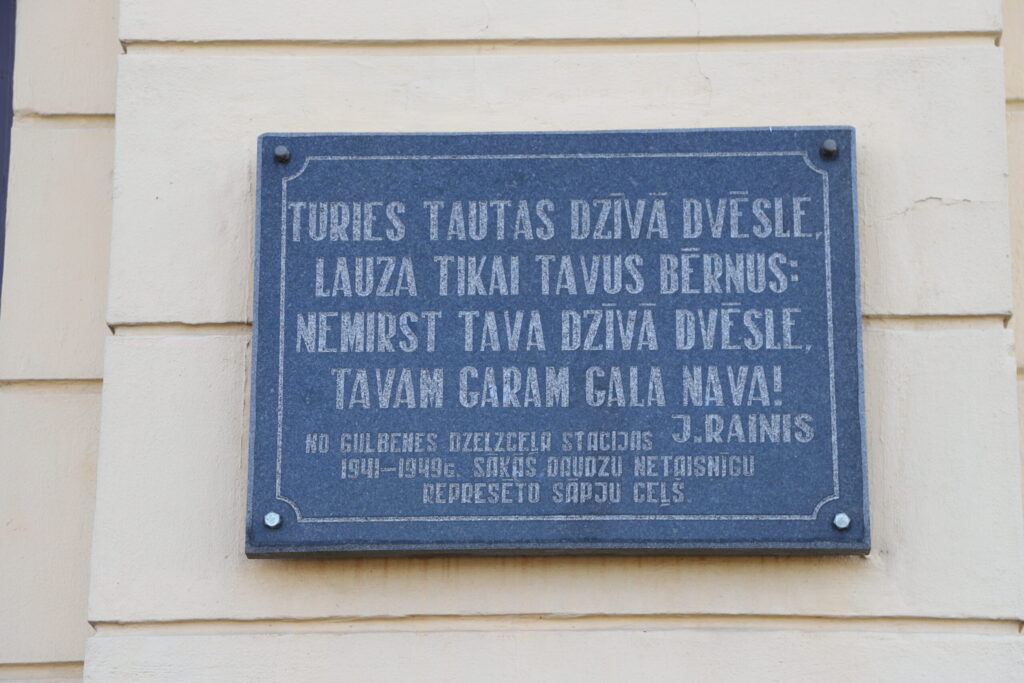 TURIES TAUTAS DZĪVĀ DVĒSLE,
LAUZA TIKAI TAVUS BĒRNUS:
NEMIRST TAVA DZĪVĀ DVĒSLE,
TAVAM GARAM GALA NAVA!
J.RAINIS
NO GULBENES DZELZCEĻA STACIJAS
1941—1949G. SĀKĀS DAUDZU NETAISNĪGU
REPRESĒTO SĀPJU CEĻŠ.